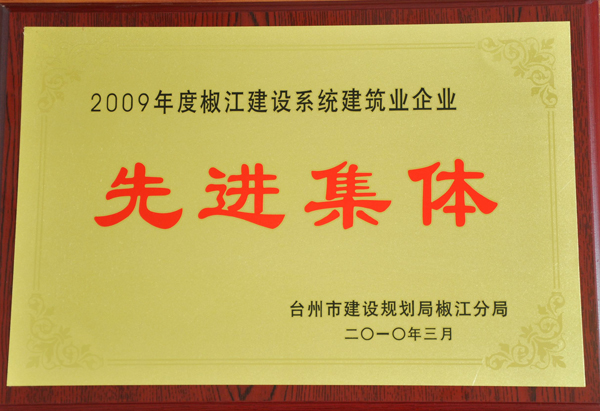 2009年度椒江建设系统建筑业企业
先进集体
台州市建设规划局椒江分局
二〇一〇年三月